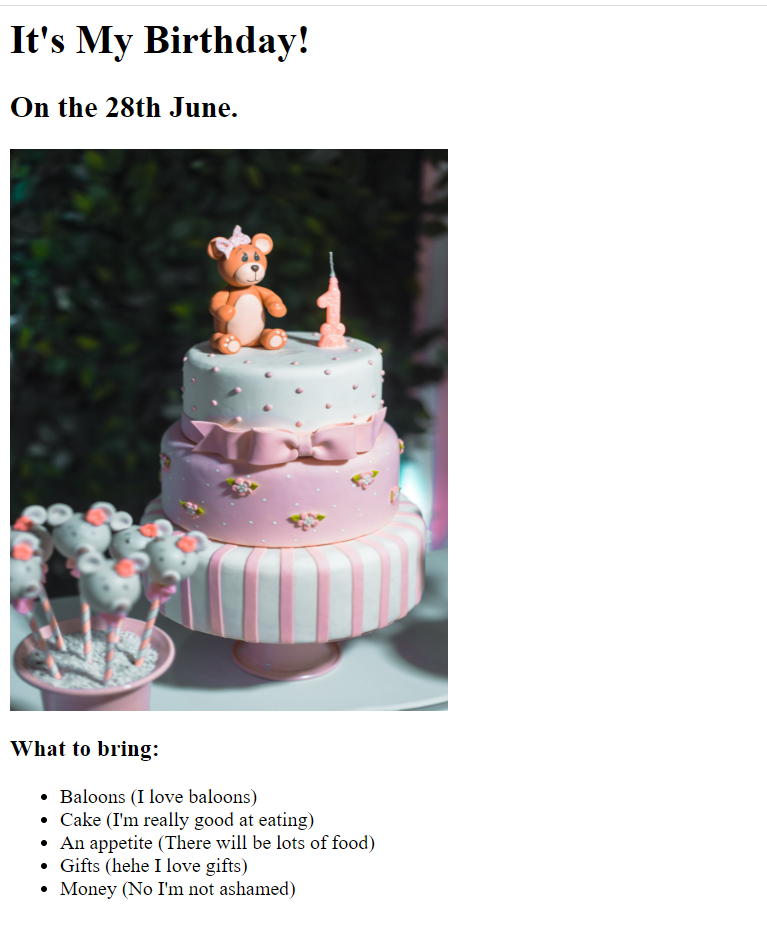 It's My Birthday!
On the 28th June.
1
What to bring:
Baloons (I love baloons)
Cake (I'm really good at eating)
An appetite (There will be lots of food)
Gifts (hehe I love gifts)
Money (No I'm not ashamed)